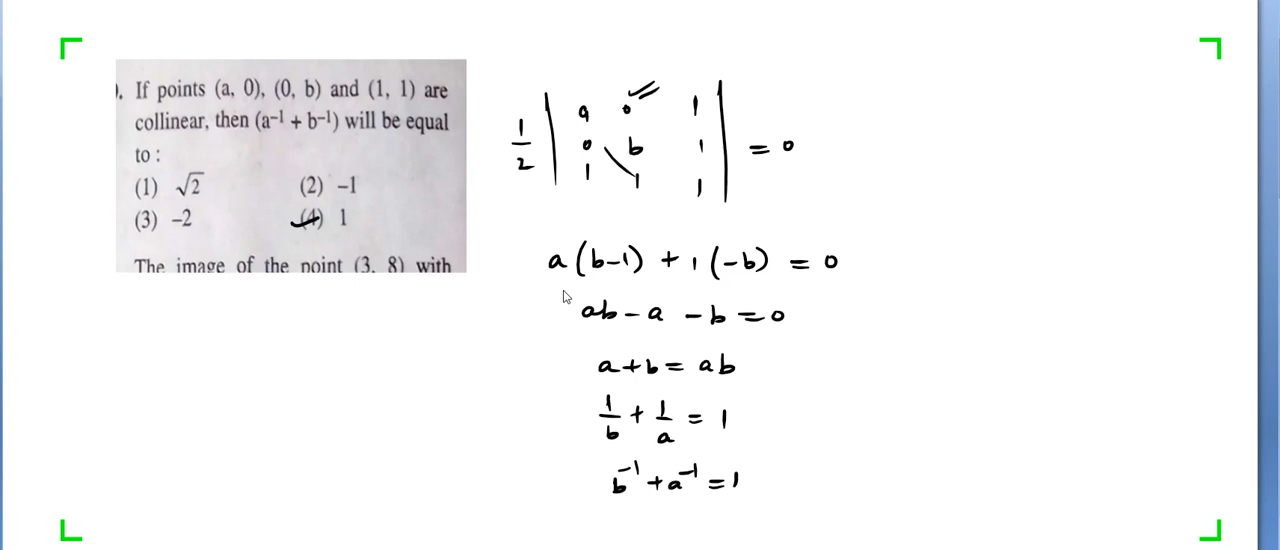 ). If points (a, 0), (0, b) and (1, 1) are
collinear, then (a⁻¹ + b⁻¹) will be equal
to :
(1) √2 (2) –1
(3) –2 (4) 1
The image of the point (3, 8) with
1/2 | a 0 1 |
| 0 b 1 | = 0
| 1 1 1 |
a(b-1) + 1(-b) = 0
ab - a - b = 0
a + b = ab
1/b + 1/a = 1
b⁻¹ + a⁻¹ = 1